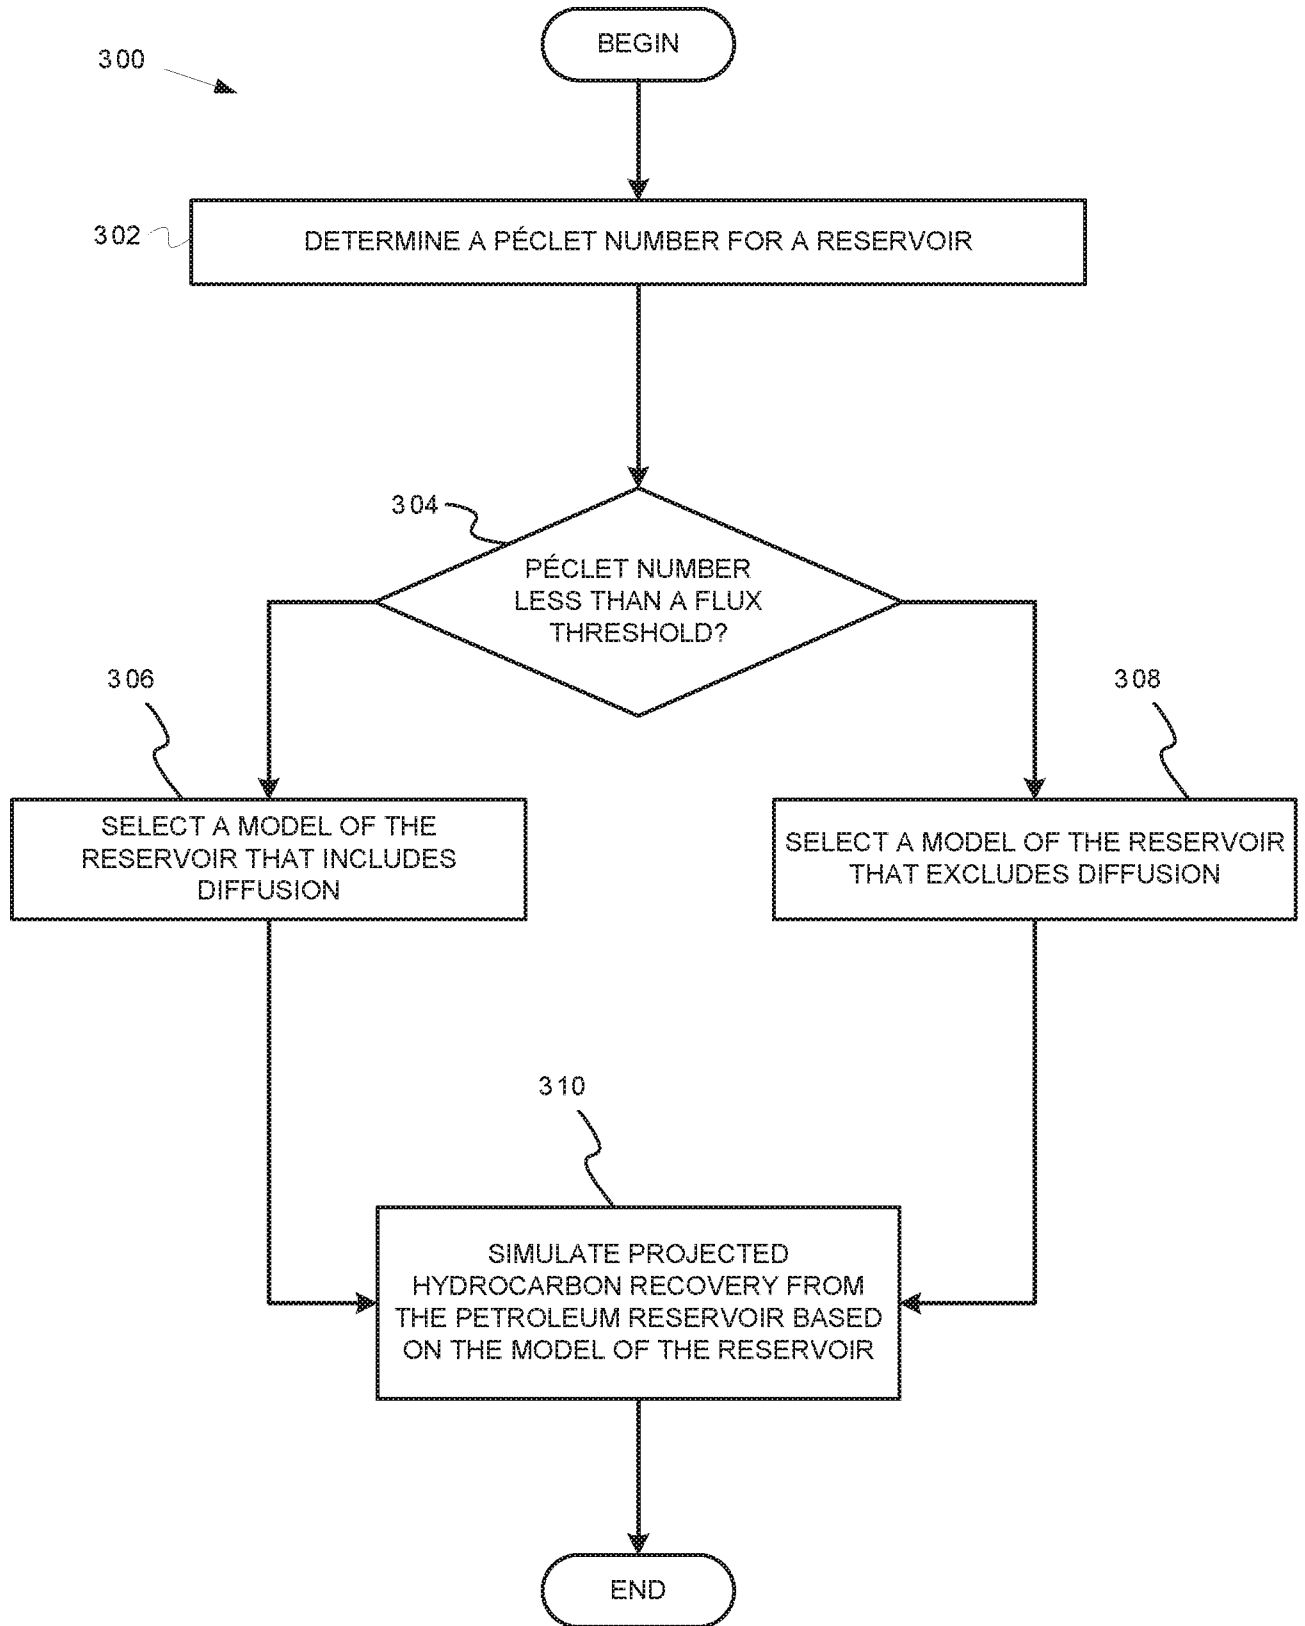 BEGIN
300
302
DETERMINE A PÉCLET NUMBER FOR A RESERVOIR
304
PÉCLET NUMBER
LESS THAN A FLUX
THRESHOLD?
306
308
SELECT A MODEL OF THE
RESERVOIR THAT INCLUDES
DIFFUSION
SELECT A MODEL OF THE RESERVOIR
THAT EXCLUDES DIFFUSION
310
SIMULATE PROJECTED
HYDROCARBON RECOVERY FROM
THE PETROLEUM RESERVOIR BASED
ON THE MODEL OF THE RESERVOIR
END